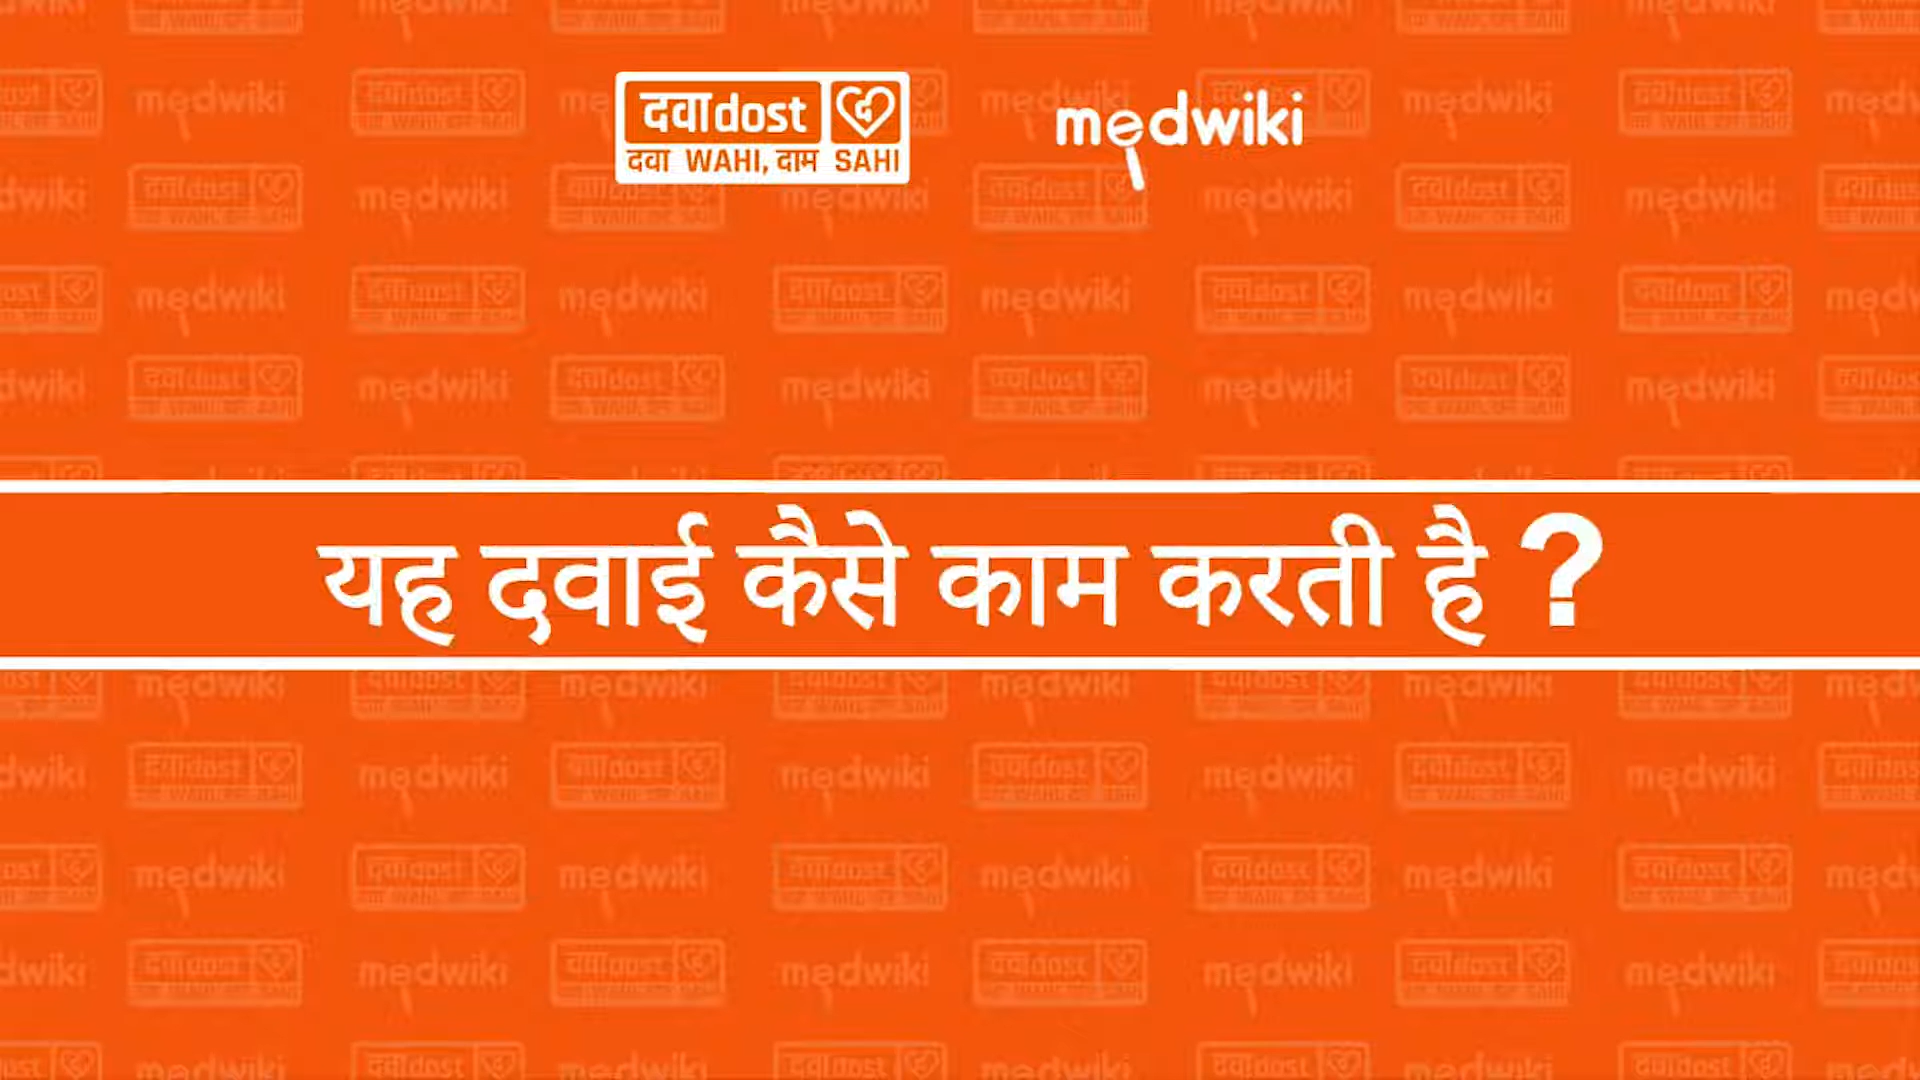 दवाdost
दवा WAHI, दाम SAHI
medwiki
यह दवाई कैसे काम करती है ?